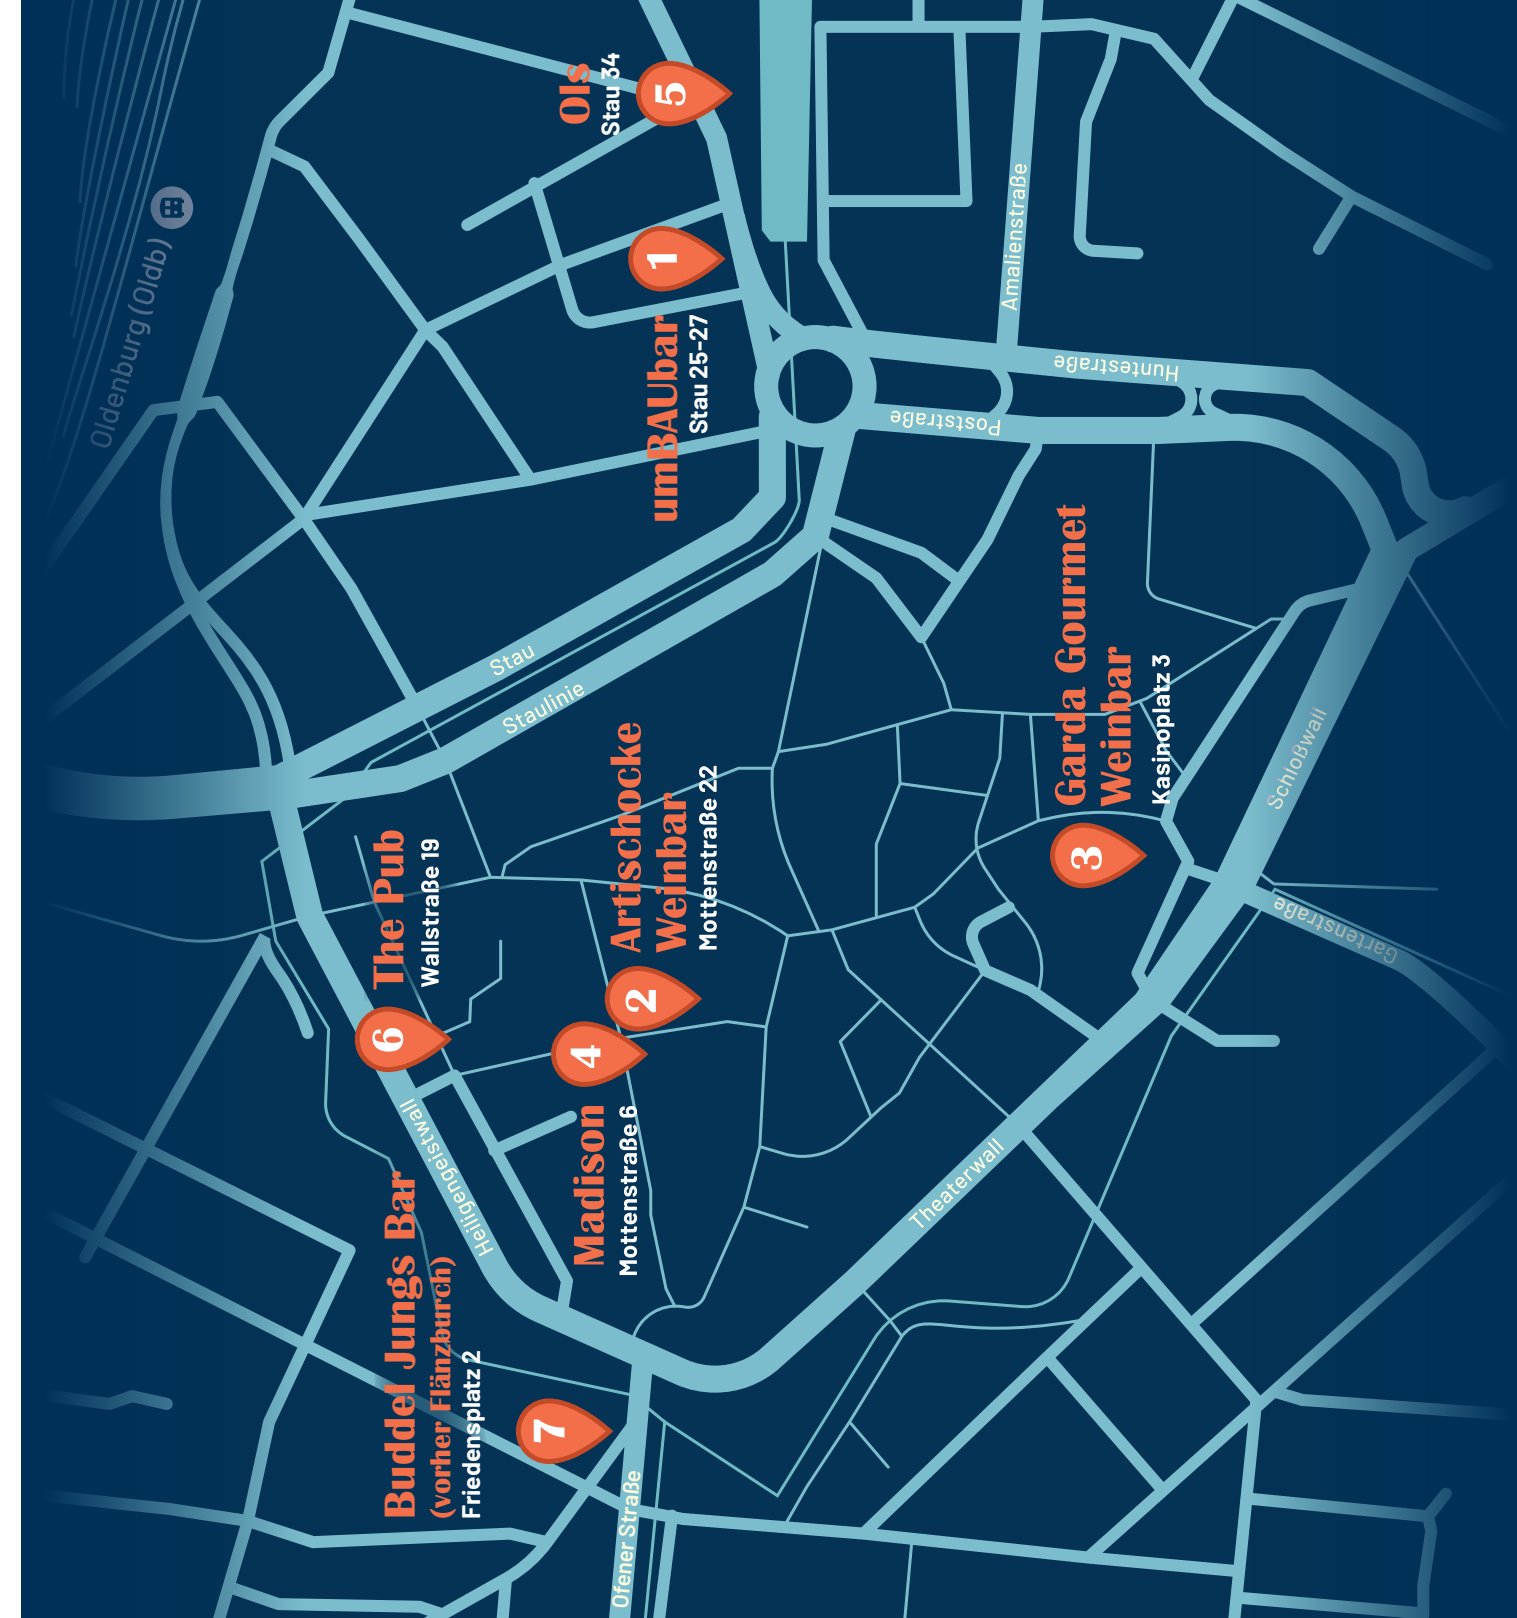 Oldenburg (Oldb)
7
Buddel Jungs Bar
(vorher Flänzburch)
Friedensplatz 2
6
The Pub
Wallstraße 19
Heiligengeistwall
4
Madison
Mottenstraße 6
2
Artischocke
Weinbar
Mottenstraße 22
5
Ols
Stau 34
1
umBAUbar
Stau 25-27
3
Garda Gourmet
Weinbar
Kasinoplatz 3
Stau
Staulinie
Ofener Straße
Theaterwall
Schloßwall
Gartenstraße
Poststraße
Huntestraße
Amalienstraße